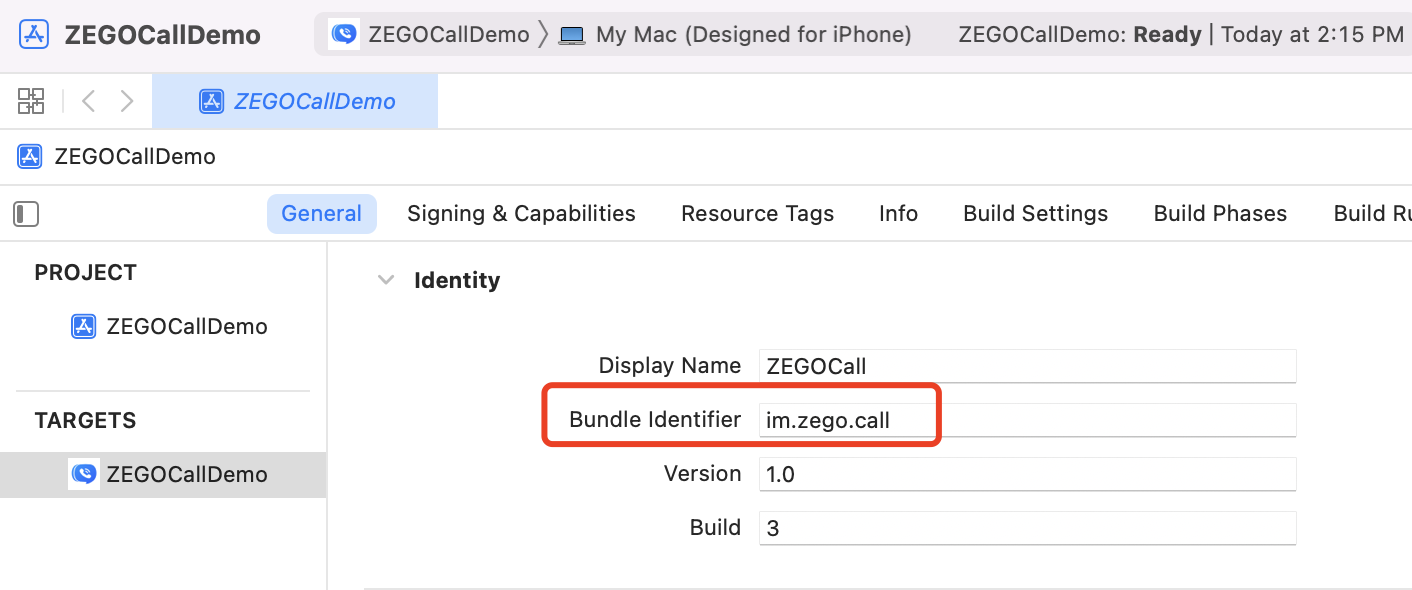 ZEGOCallDemo
ZEGOCallDemo My Mac (Designed for iPhone) ZEGOCallDemo: Ready | Today at 2:15 PM
ZEGOCallDemo
ZEGOCallDemo
General Signing & Capabilities Resource Tags Info Build Settings Build Phases Build Ru
PROJECT
ZEGOCallDemo
TARGETS
ZEGOCallDemo
Identity
Display Name ZEGOCall
Bundle Identifier im.zego.call
Version 1.0
Build 3